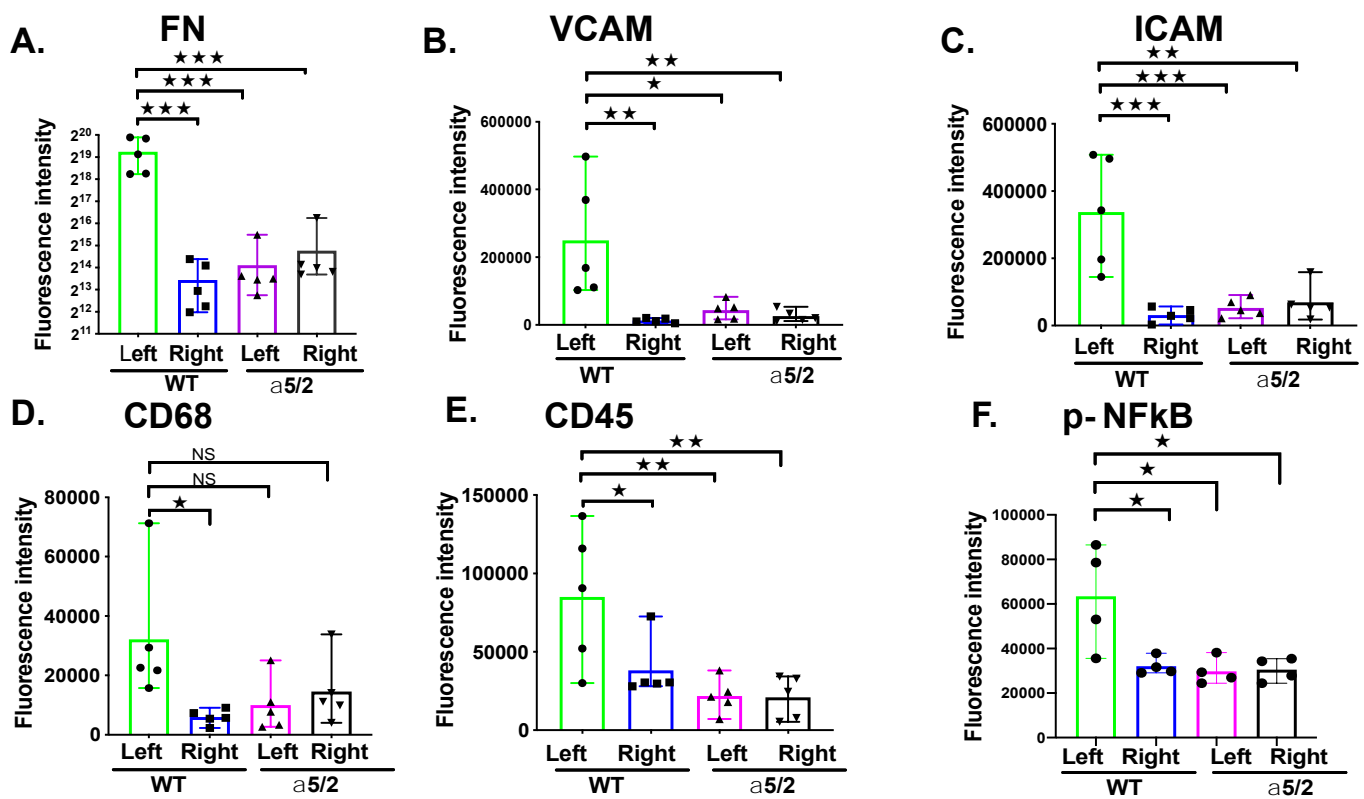 A. FN
★★★
★★★
★★★
Fluorescence intensity
2^20
2^19
2^18
2^17
2^16
2^15
2^14
2^13
2^12
2^11
Left Right Left Right
WT a5/2
B. VCAM
★★
★
★★
Fluorescence intensity
600000
400000
200000
0
Left Right Left Right
WT a5/2
C. ICAM
★★
★★★
★★★
Fluorescence intensity
600000
400000
200000
0
Left Right Left Right
WT a5/2
D. CD68
NS
NS
★
Fluorescence intensity
80000
60000
40000
20000
0
Left Right Left Right
WT a5/2
E. CD45
★★
★★
★
Fluorescence intensity
150000
100000
50000
0
Left Right Left Right
WT a5/2
F. p- NFkB
★
★
★
Fluorescence intensity
100000
80000
60000
40000
20000
0
Left Right Left Right
WT a5/2